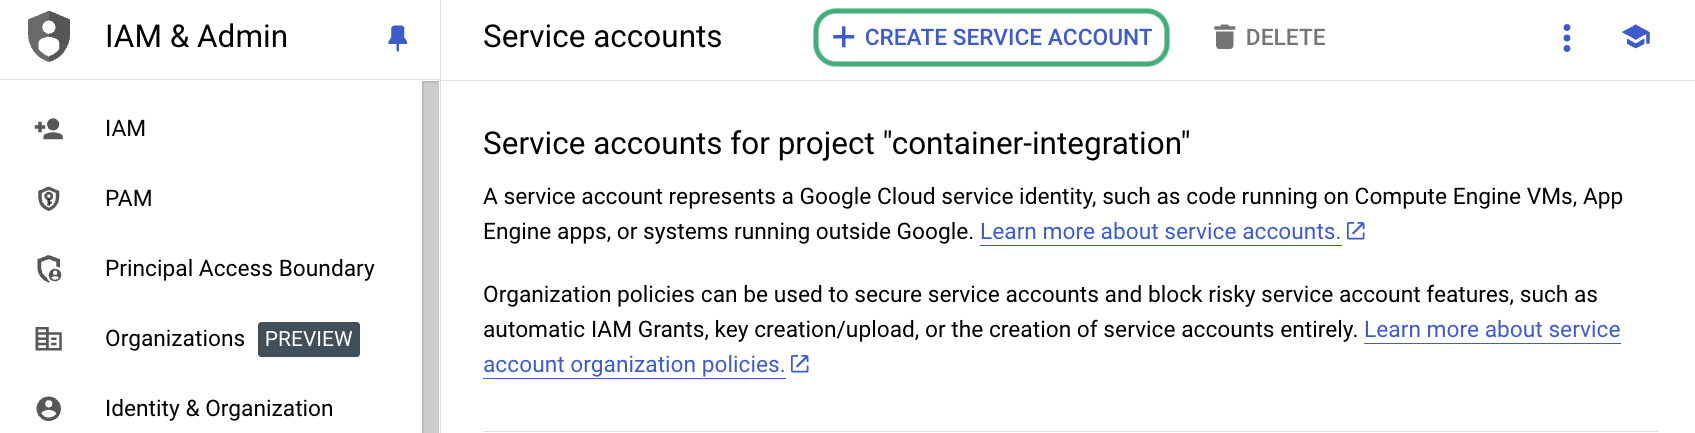 IAM & Admin
Service accounts
CREATE SERVICE ACCOUNT
DELETE
IAM
PAM
Principal Access Boundary
Organizations PREVIEW
Identity & Organization
Service accounts for project "container-integration"
A service account represents a Google Cloud service identity, such as code running on Compute Engine VMs, App
Engine apps, or systems running outside Google. Learn more about service accounts.
Organization policies can be used to secure service accounts and block risky service account features, such as
automatic IAM Grants, key creation/upload, or the creation of service accounts entirely. Learn more about service
account organization policies.